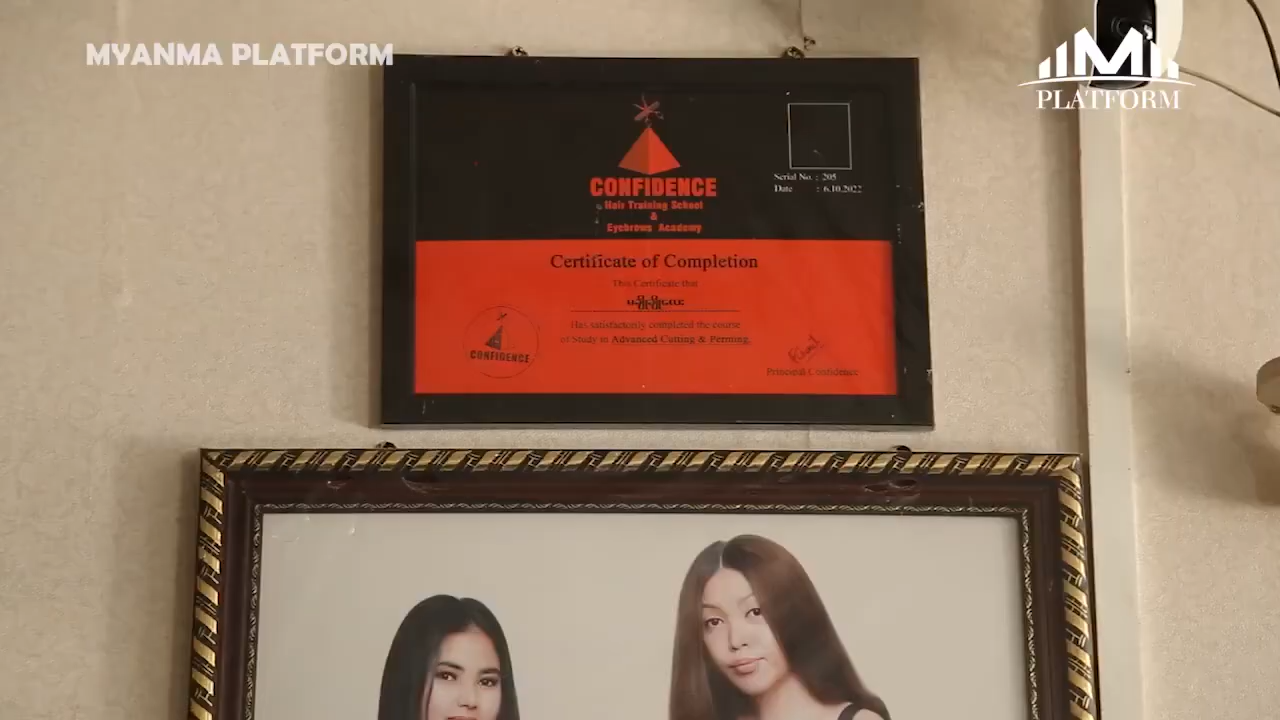 MYANMA PLATFORM
M
PLATFORM
CONFIDENCE
Hair Training School
&
Eyebrows Academy
Serial No. : 205
Date : 6.10.2022
Certificate of Completion
This Certificate that
Has satisfactorily completed the course
of Study in Advanced Cutting & Perming.
CONFIDENCE
Principal Confidence